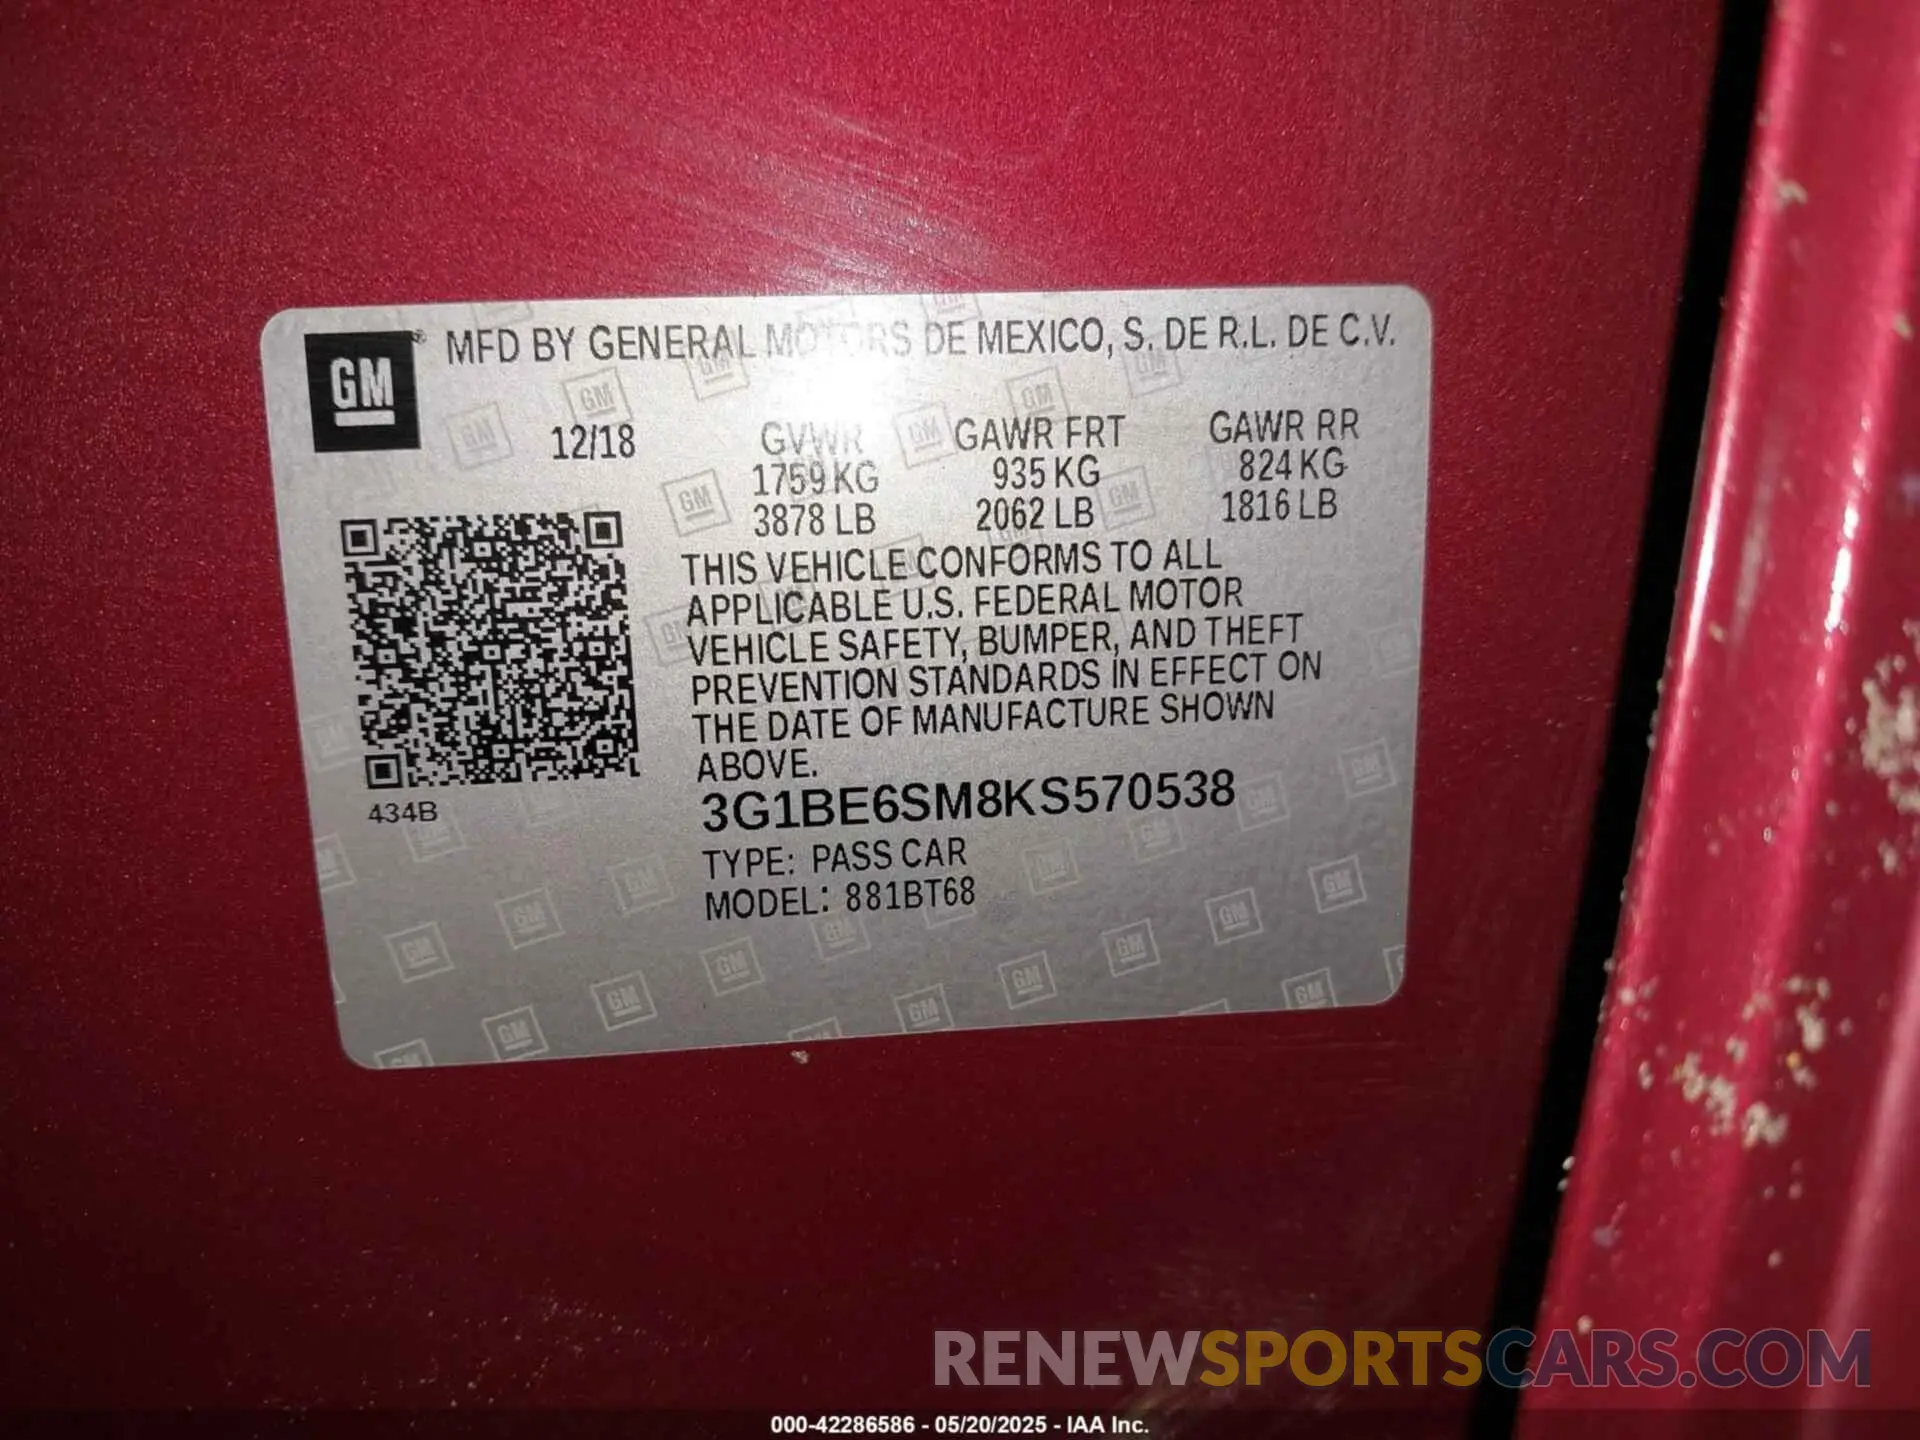 GM ® MFD BY GENERAL MOTORS DE MEXICO, S. DE R.L. DE C.V.
12/18 GVWR GAWR FRT GAWR RR
1759 KG 935 KG 824 KG
3878 LB 2062 LB 1816 LB
THIS VEHICLE CONFORMS TO ALL
APPLICABLE U.S. FEDERAL MOTOR
VEHICLE SAFETY, BUMPER, AND THEFT
PREVENTION STANDARDS IN EFFECT ON
THE DATE OF MANUFACTURE SHOWN
ABOVE.
434B
3G1BE6SM8KS570538
TYPE: PASS CAR
MODEL: 881BT68
RENEWSPORTSCARS.COM
000-42286586 - 05/20/2025 - IAA Inc.